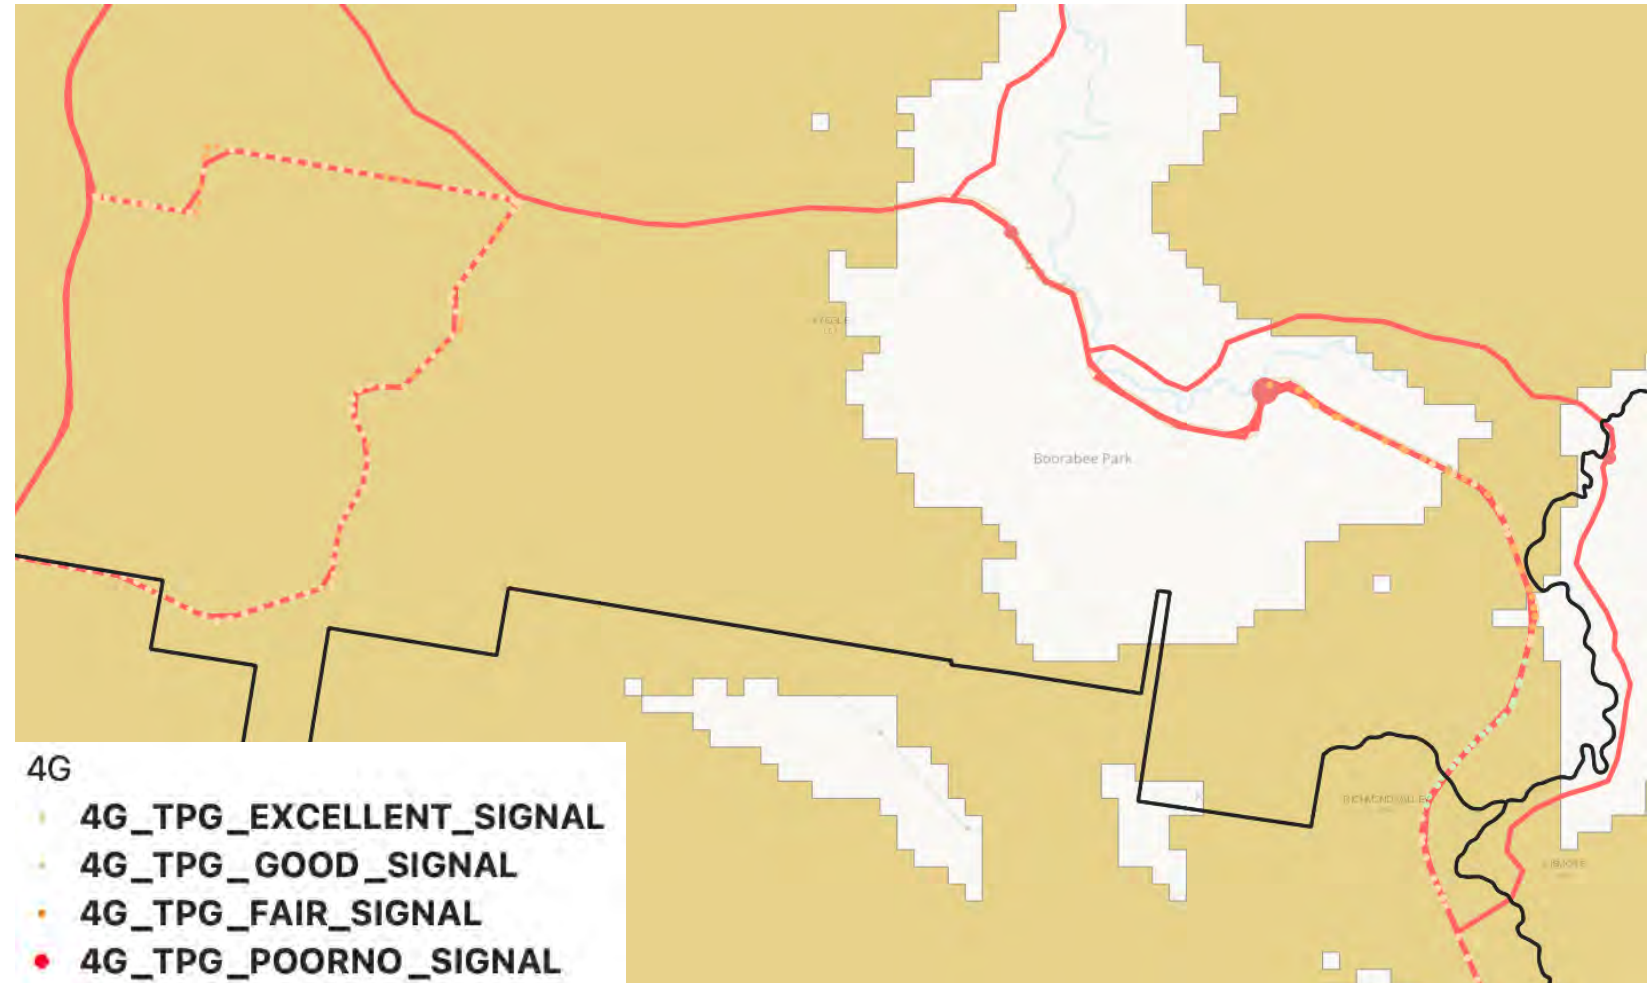 Boorabee Park
4G
4G_TPG_EXCELLENT_SIGNAL
4G_TPG_GOOD_SIGNAL
4G_TPG_FAIR_SIGNAL
4G_TPG_POORNO_SIGNAL